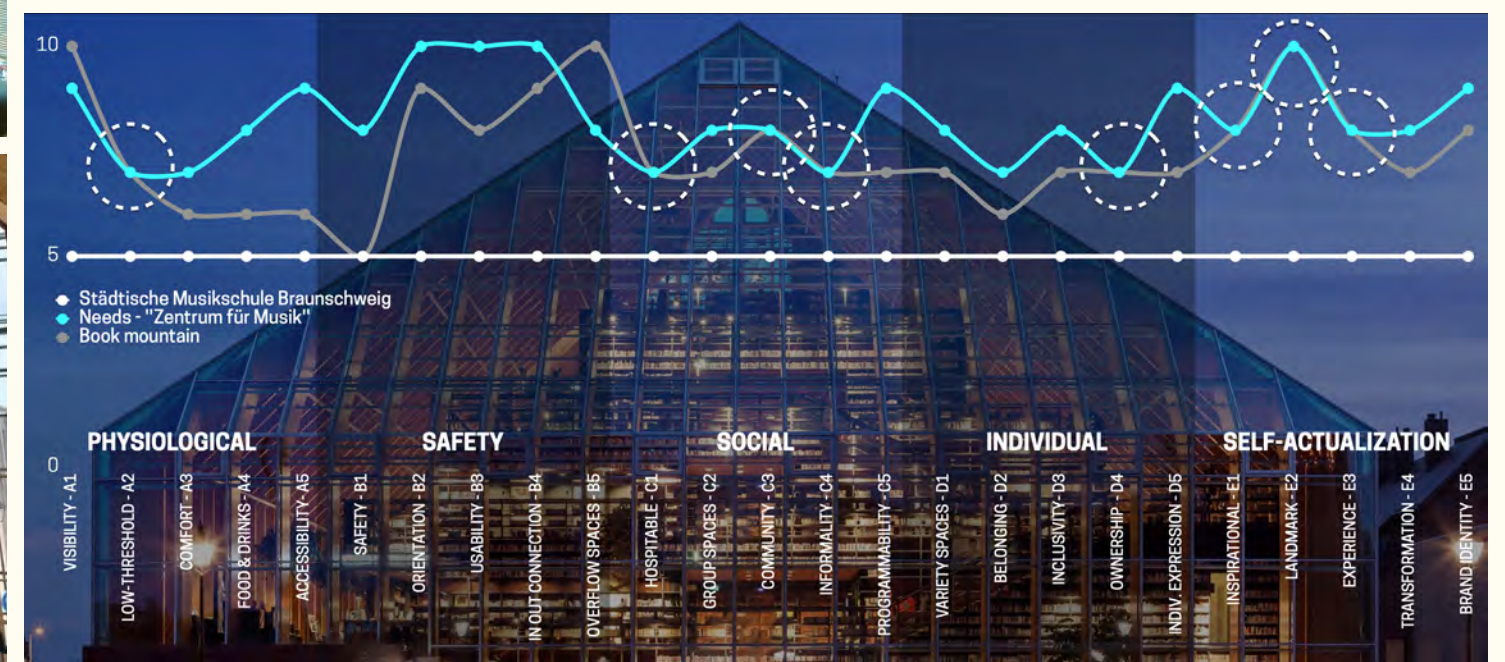 10
5
Städtische Musikschule Braunschweig
Needs - "Zentrum für Musik"
Book mountain
PHYSIOLOGICAL
SAFETY
SOCIAL
INDIVIDUAL
SELF-ACTUALIZATION
0
VISIBILITY - A1
LOW-THRESHOLD - A2
COMFORT - A3
FOOD & DRINKS - A4
ACCESSIBILITY - A5
SAFETY - B1
ORIENTATION - B2
USABILITY - B3
IN OUT CONNECTION - B4
OVERFLOW SPACES - B5
HOSPITABLE - C1
GROUP SPACES - C2
COMMUNITY - C3
INFORMALITY - C4
PROGRAMMABILITY - C5
VARIETY SPACES - D1
BELONGING - D2
INCLUSIVITY - D3
OWNERSHIP - D4
INDIV. EXPRESSION - D5
INSPIRATIONAL - E1
LANDMARK - E2
EXPERIENCE - E3
TRANSFORMATION - E4
BRAND IDENTITY - E5